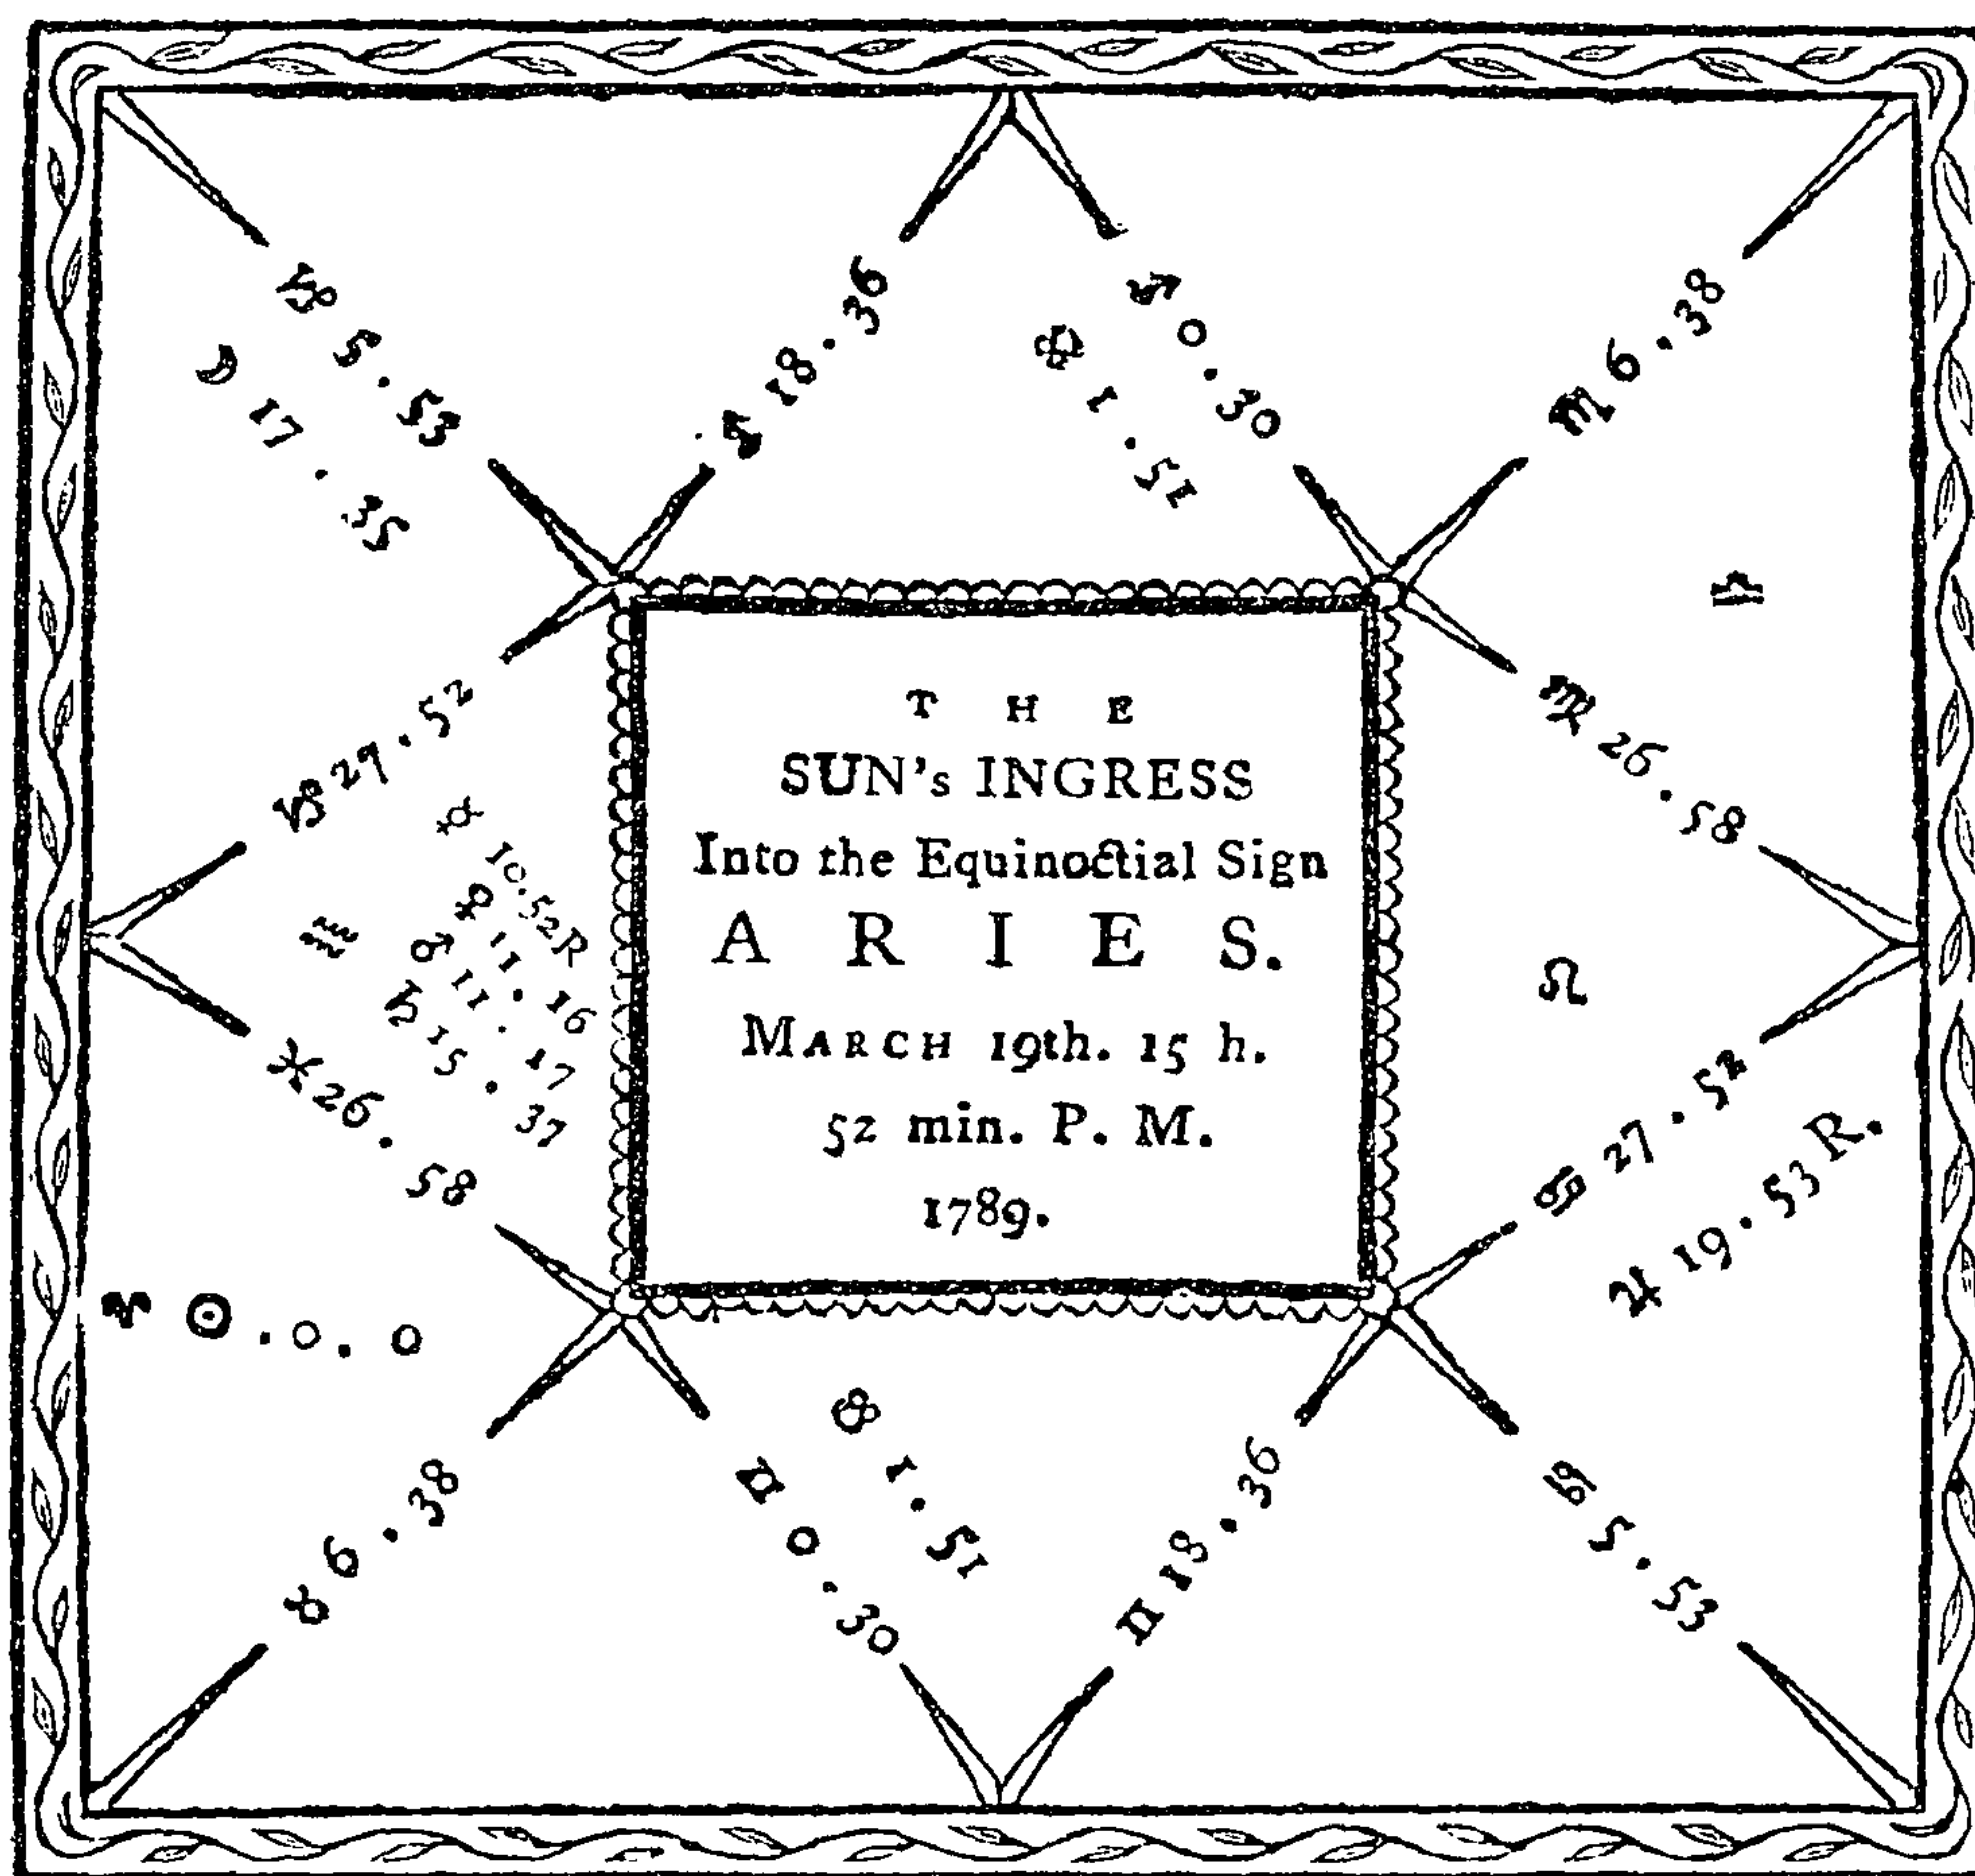 ♑ 5.53
☽ 17.35
♐ 18.36
♐ 0.30
☊ 1.51
♏ 6.38
♎
♍ 26.58
♌
♋ 27.52
♃ 19.53 R.
♋ 5.53
♊ 18.36
☋ 1.51
♊ 0.30
♉ 6.38
♈ ☉.0.0
♓ 26.58
♒
♑ 27.52
☿ 10.52 R
♀ 11.16
♂ 11.17
♄ 15.37
THE
SUN's INGRESS
Into the Equinoctial Sign
ARIES.
MARCH 19th. 15 h.
52 min. P. M.
1789.